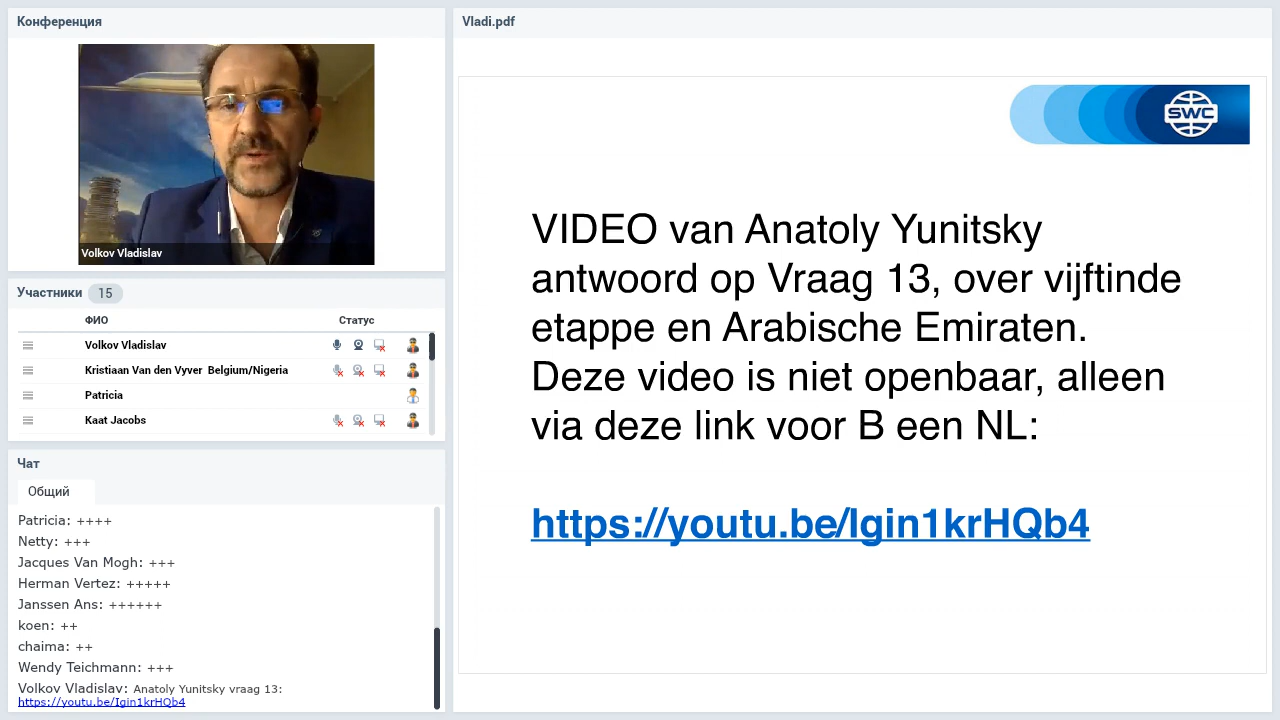 Конференция
Volkov Vladislav
Участники 15
ФИО Статус
Volkov Vladislav
Kristiaan Van den Vyver Belgium/Nigeria
Patricia
Kaat Jacobs
Чат
Общий
Patricia: ++++
Netty: +++
Jacques Van Mogh: +++
Herman Vertez: +++++
Janssen Ans: ++++++
koen: ++
chaima: ++
Wendy Teichmann: +++
Volkov Vladislav: Anatoly Yunitsky vraag 13:
https://youtu.be/Igin1krHQb4
Vladi.pdf
SWC
VIDEO van Anatoly Yunitsky
antwoord op Vraag 13, over vijftinde
etappe en Arabische Emiraten.
Deze video is niet openbaar, alleen
via deze link voor B een NL:
https://youtu.be/Igin1krHQb4